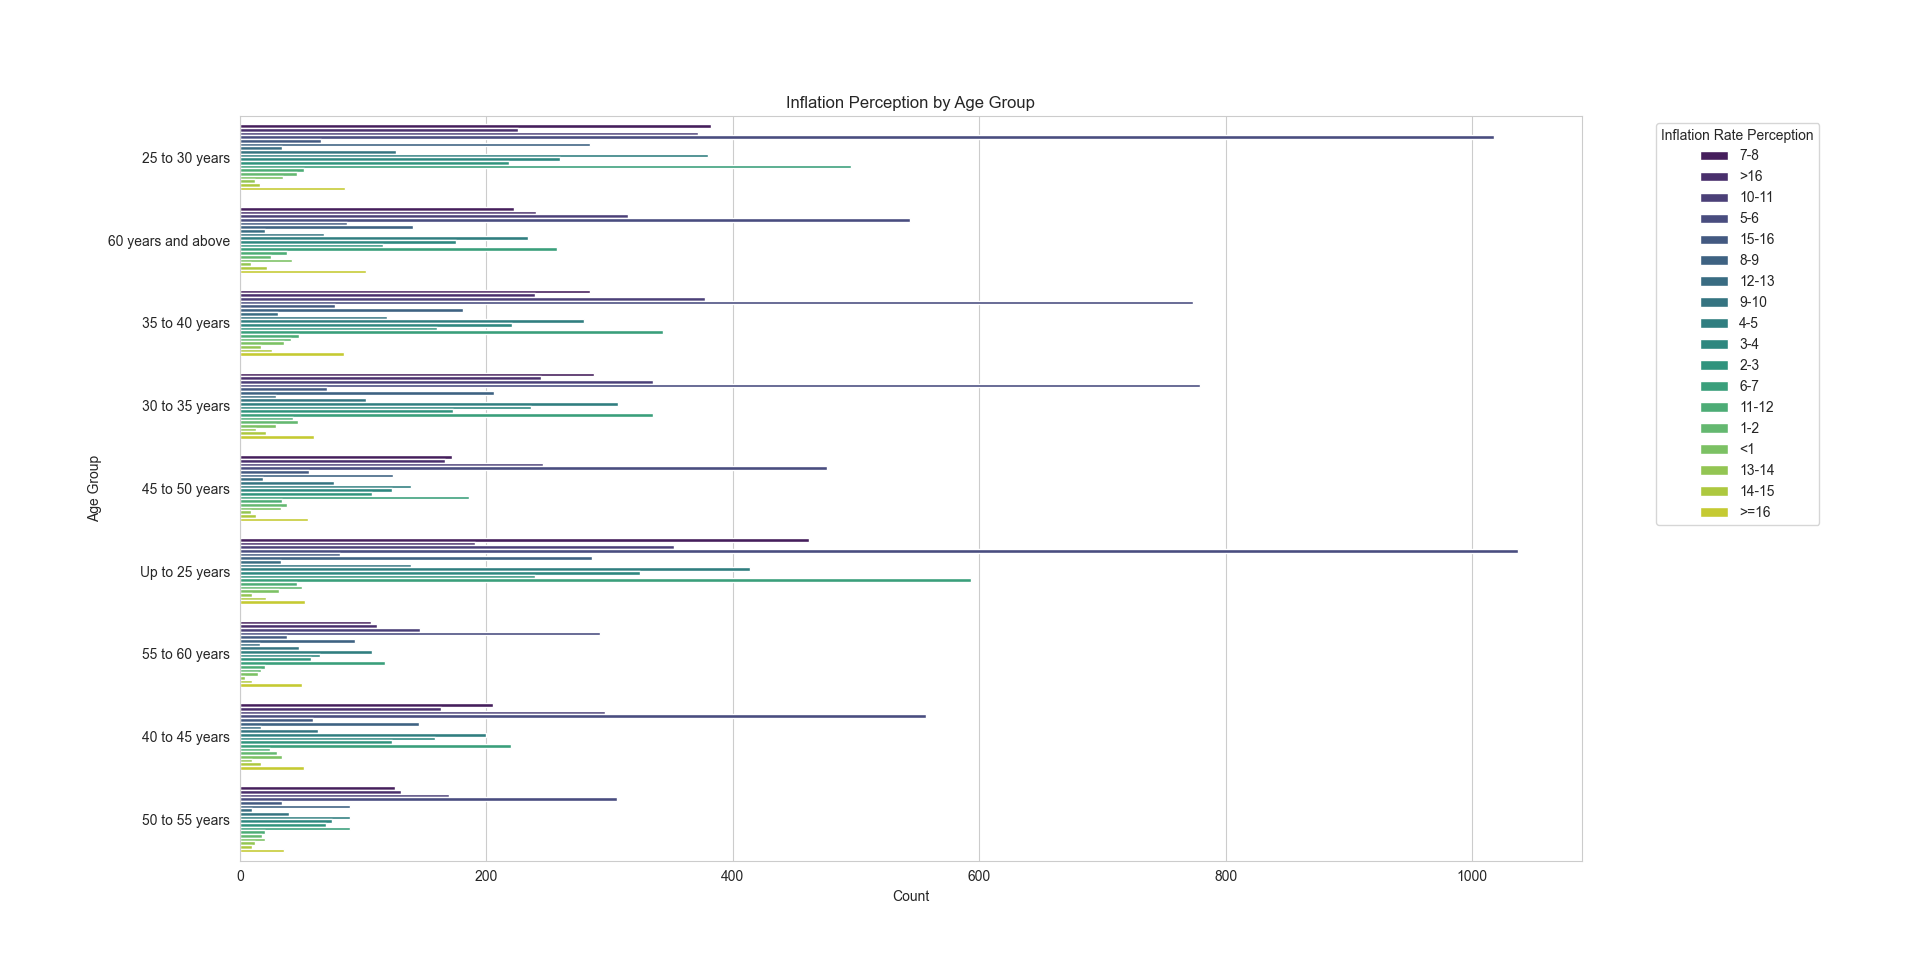 Inflation Perception by Age Group
Age Group
25 to 30 years
60 years and above
35 to 40 years
30 to 35 years
45 to 50 years
Up to 25 years
55 to 60 years
40 to 45 years
50 to 55 years
0 200 400 600 800 1000
Count
Inflation Rate Perception
7-8
>16
10-11
5-6
15-16
8-9
12-13
9-10
4-5
3-4
2-3
6-7
11-12
1-2
<1
13-14
14-15
>=16